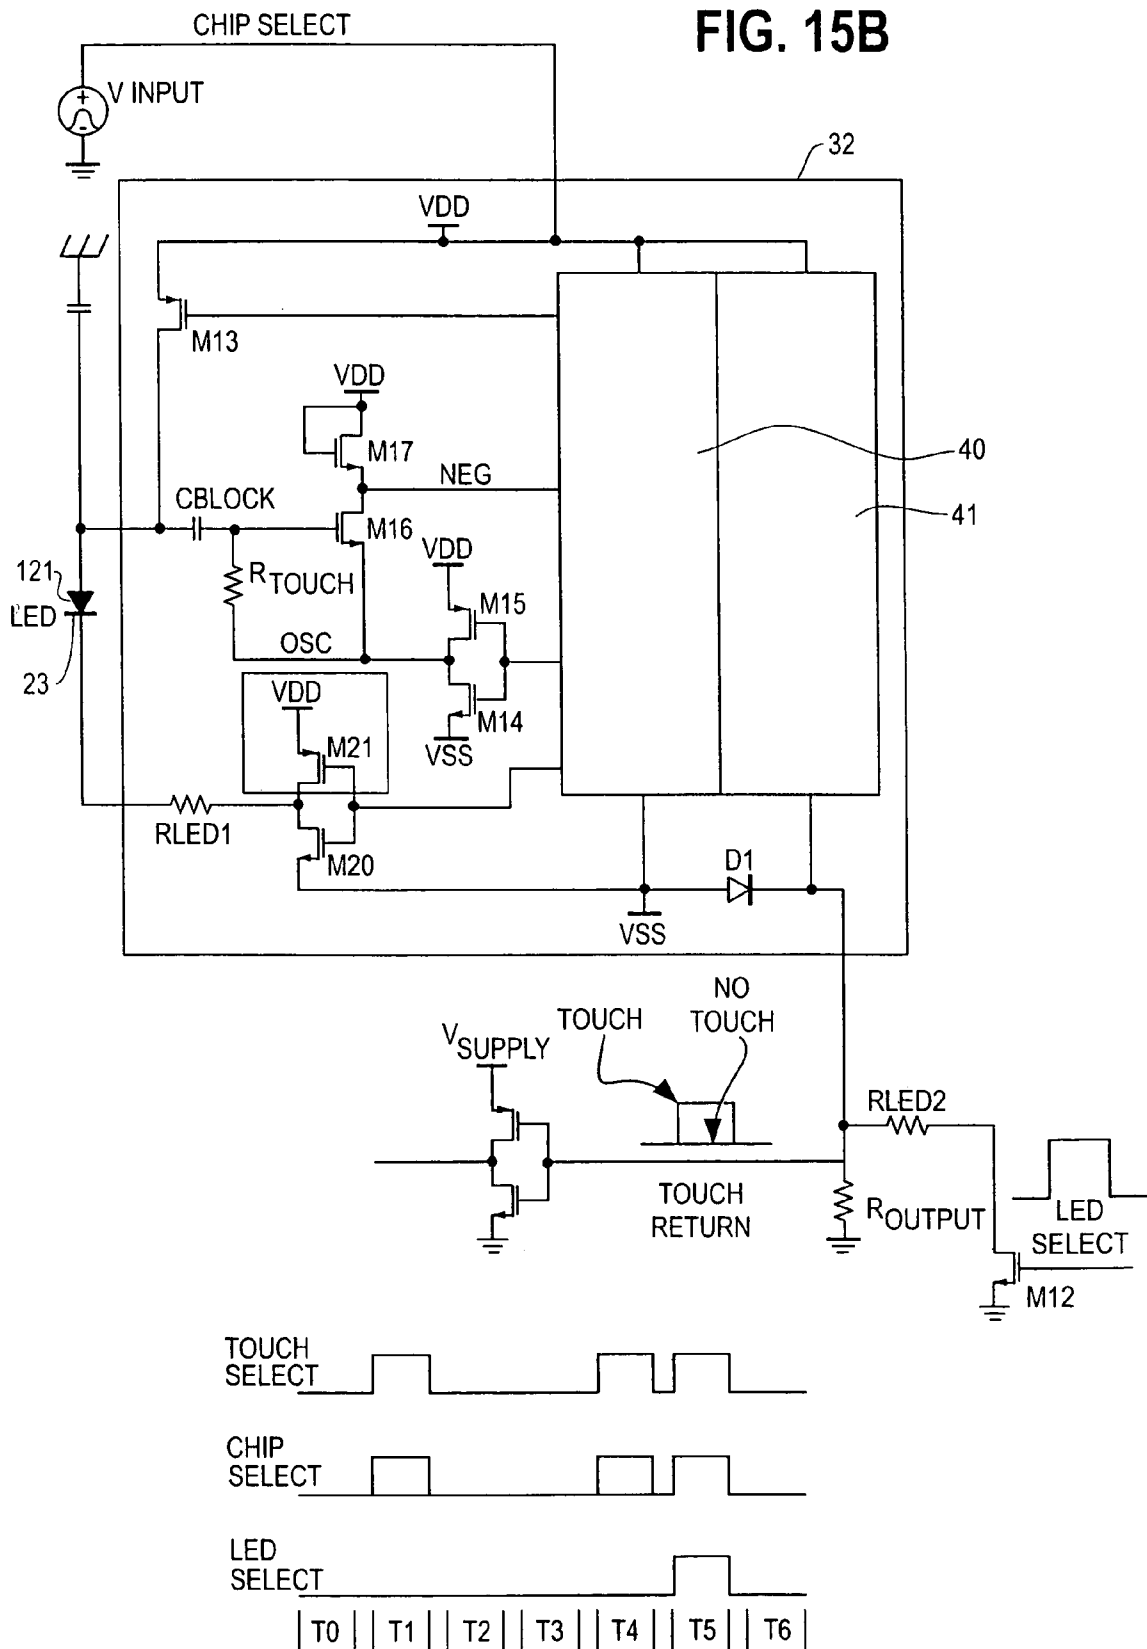 FIG. 15B
CHIP SELECT
V INPUT
+
-
32
VDD
M13
VDD
M17
NEG
40
CBLOCK
M16
41
VDD
121
RTOUCH
M15
LED
OSC
23
VDD
M14
M21
VSS
RLED1
M20
D1
VSS
NO
TOUCH
TOUCH
VSUPPLY
RLED2
TOUCH
RETURN
ROUTPUT
LED
SELECT
M12
TOUCH
SELECT
CHIP
SELECT
LED
SELECT
T0 T1 T2 T3 T4 T5 T6